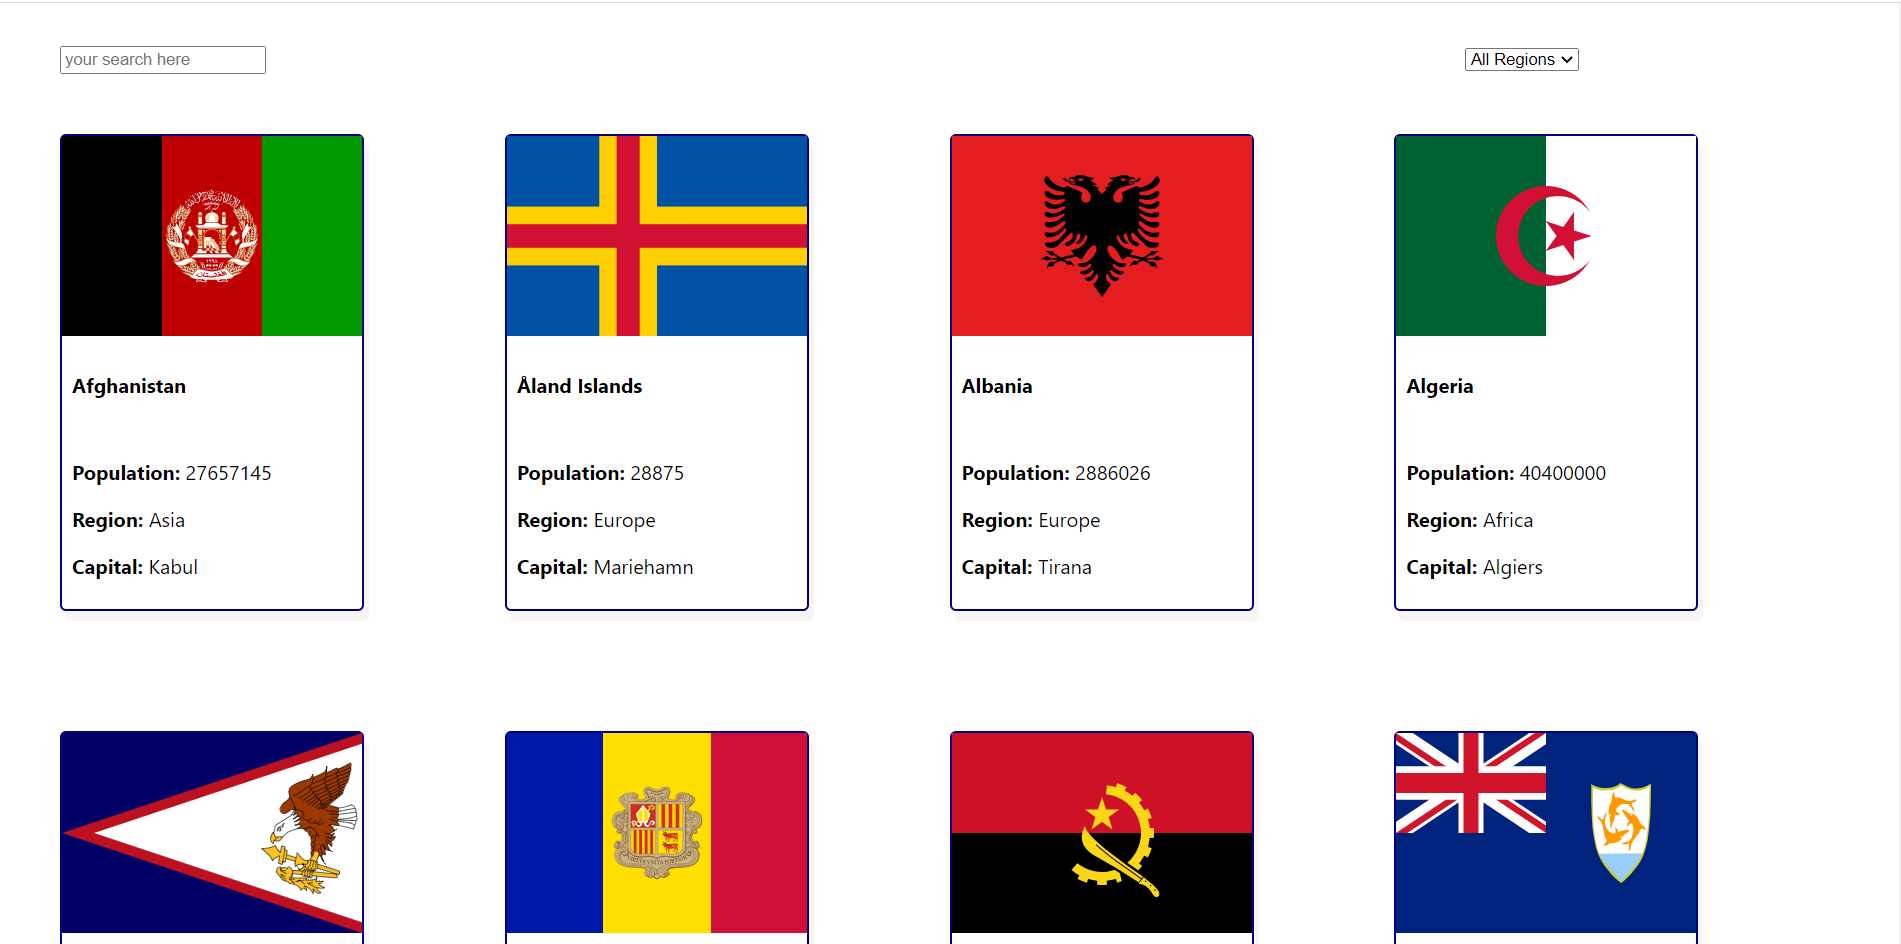 your search here
All Regions
Afghanistan
Population: 27657145
Region: Asia
Capital: Kabul
Åland Islands
Population: 28875
Region: Europe
Capital: Mariehamn
Albania
Population: 2886026
Region: Europe
Capital: Tirana
Algeria
Population: 40400000
Region: Africa
Capital: Algiers